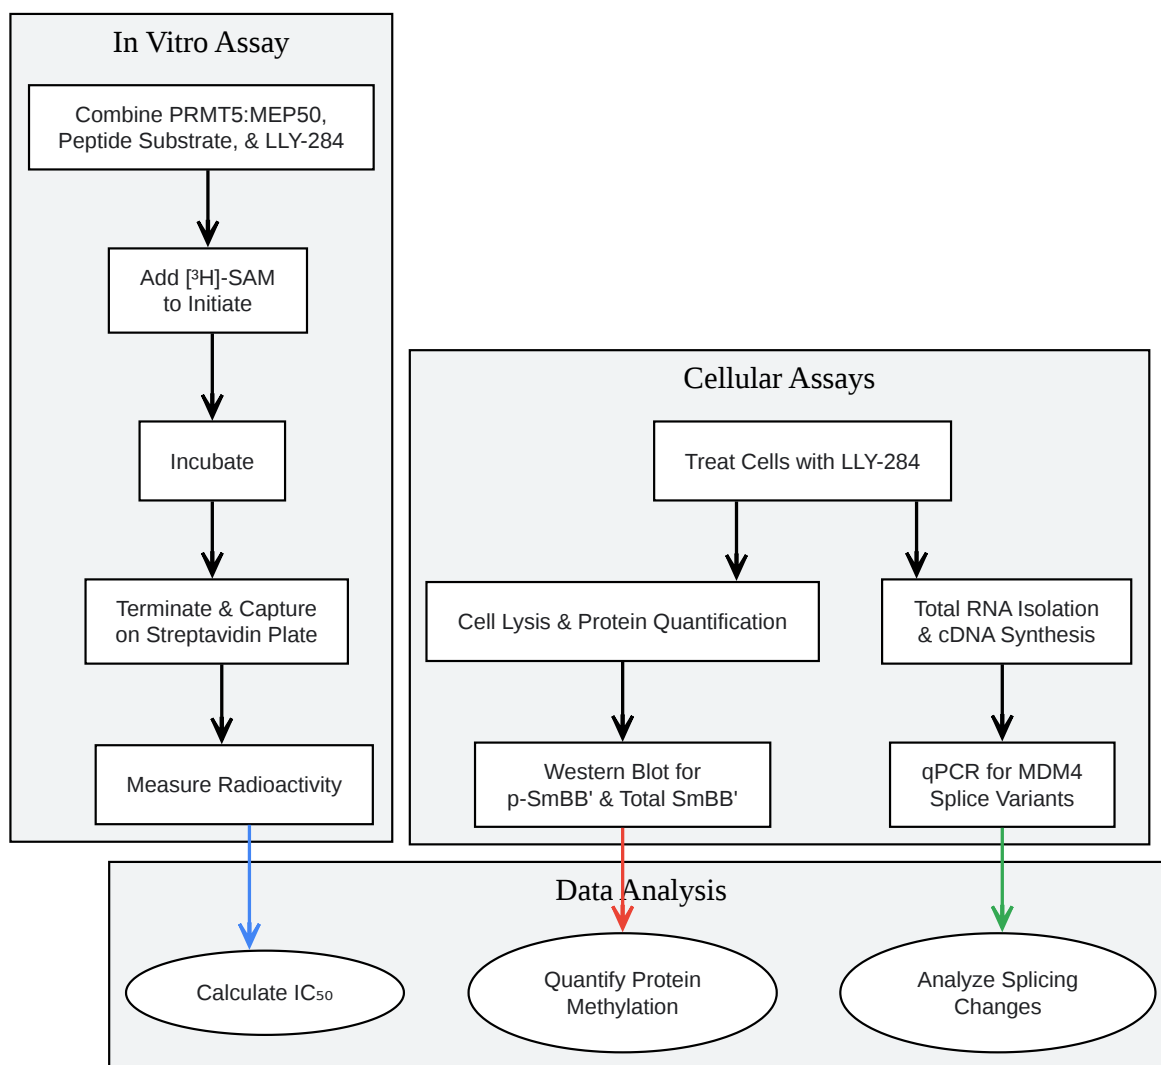 In Vitro Assay
Combine PRMT5:MEP50,
Peptide Substrate, & LLY-284
Add [³H]-SAM
to Initiate
Incubate
Terminate & Capture
on Streptavidin Plate
Measure Radioactivity
Cellular Assays
Treat Cells with LLY-284
Cell Lysis & Protein Quantification
Total RNA Isolation
& cDNA Synthesis
Western Blot for
p-SmBB' & Total SmBB'
qPCR for MDM4
Splice Variants
Data Analysis
Calculate IC₅₀
Quantify Protein
Methylation
Analyze Splicing
Changes